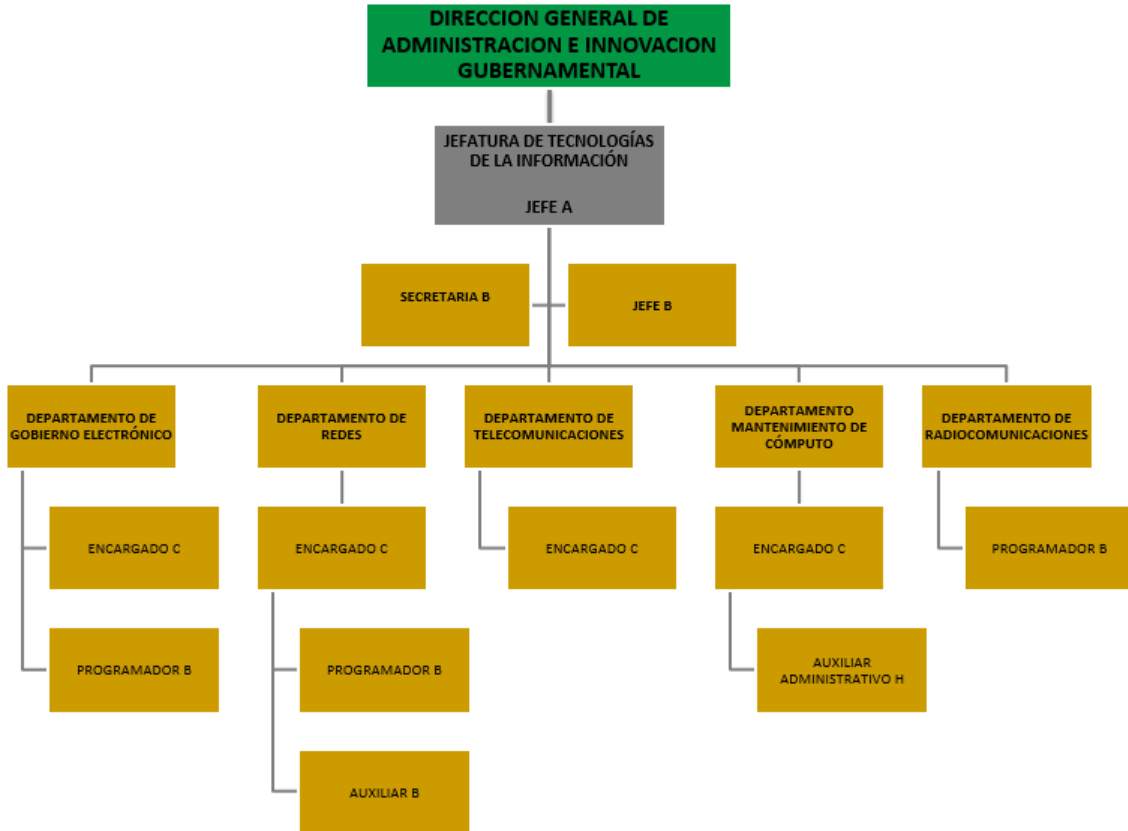 DIRECCION GENERAL DE
ADMINISTRACION E INNOVACION
GUBERNAMENTAL
JEFATURA DE TECNOLOGÍAS
DE LA INFORMACIÓN
JEFE A
SECRETARIA B
JEFE B
DEPARTAMENTO DE
GOBIERNO ELECTRÓNICO
DEPARTAMENTO DE
REDES
DEPARTAMENTO DE
TELECOMUNICACIONES
DEPARTAMENTO
MANTENIMIENTO DE
CÓMPUTO
DEPARTAMENTO DE
RADIOCOMUNICACIONES
ENCARGADO C
ENCARGADO C
ENCARGADO C
ENCARGADO C
PROGRAMADOR B
PROGRAMADOR B
PROGRAMADOR B
AUXILIAR
ADMINISTRATIVO H
AUXILIAR B